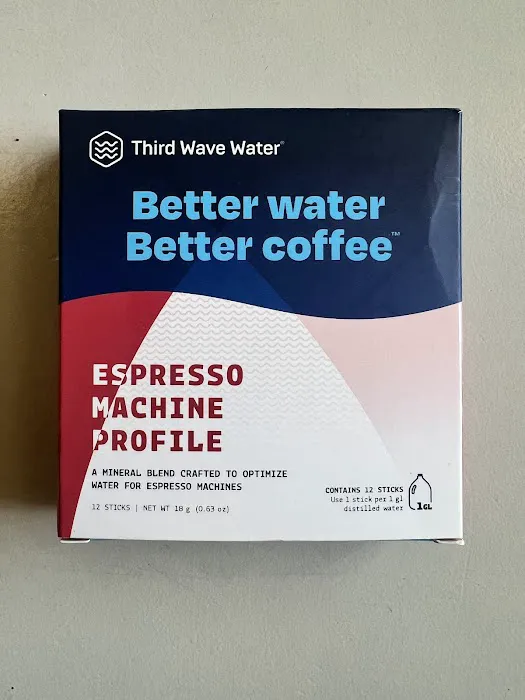 Third Wave Water®
Better water
Better coffee™
ESPRESSO
MACHINE
PROFILE
A MINERAL BLEND CRAFTED TO OPTIMIZE
WATER FOR ESPRESSO MACHINES
12 STICKS | NET WT 18 g (0.63 oz)
CONTAINS 12 STICKS
Use 1 stick per 1 gl
distilled water
1GL